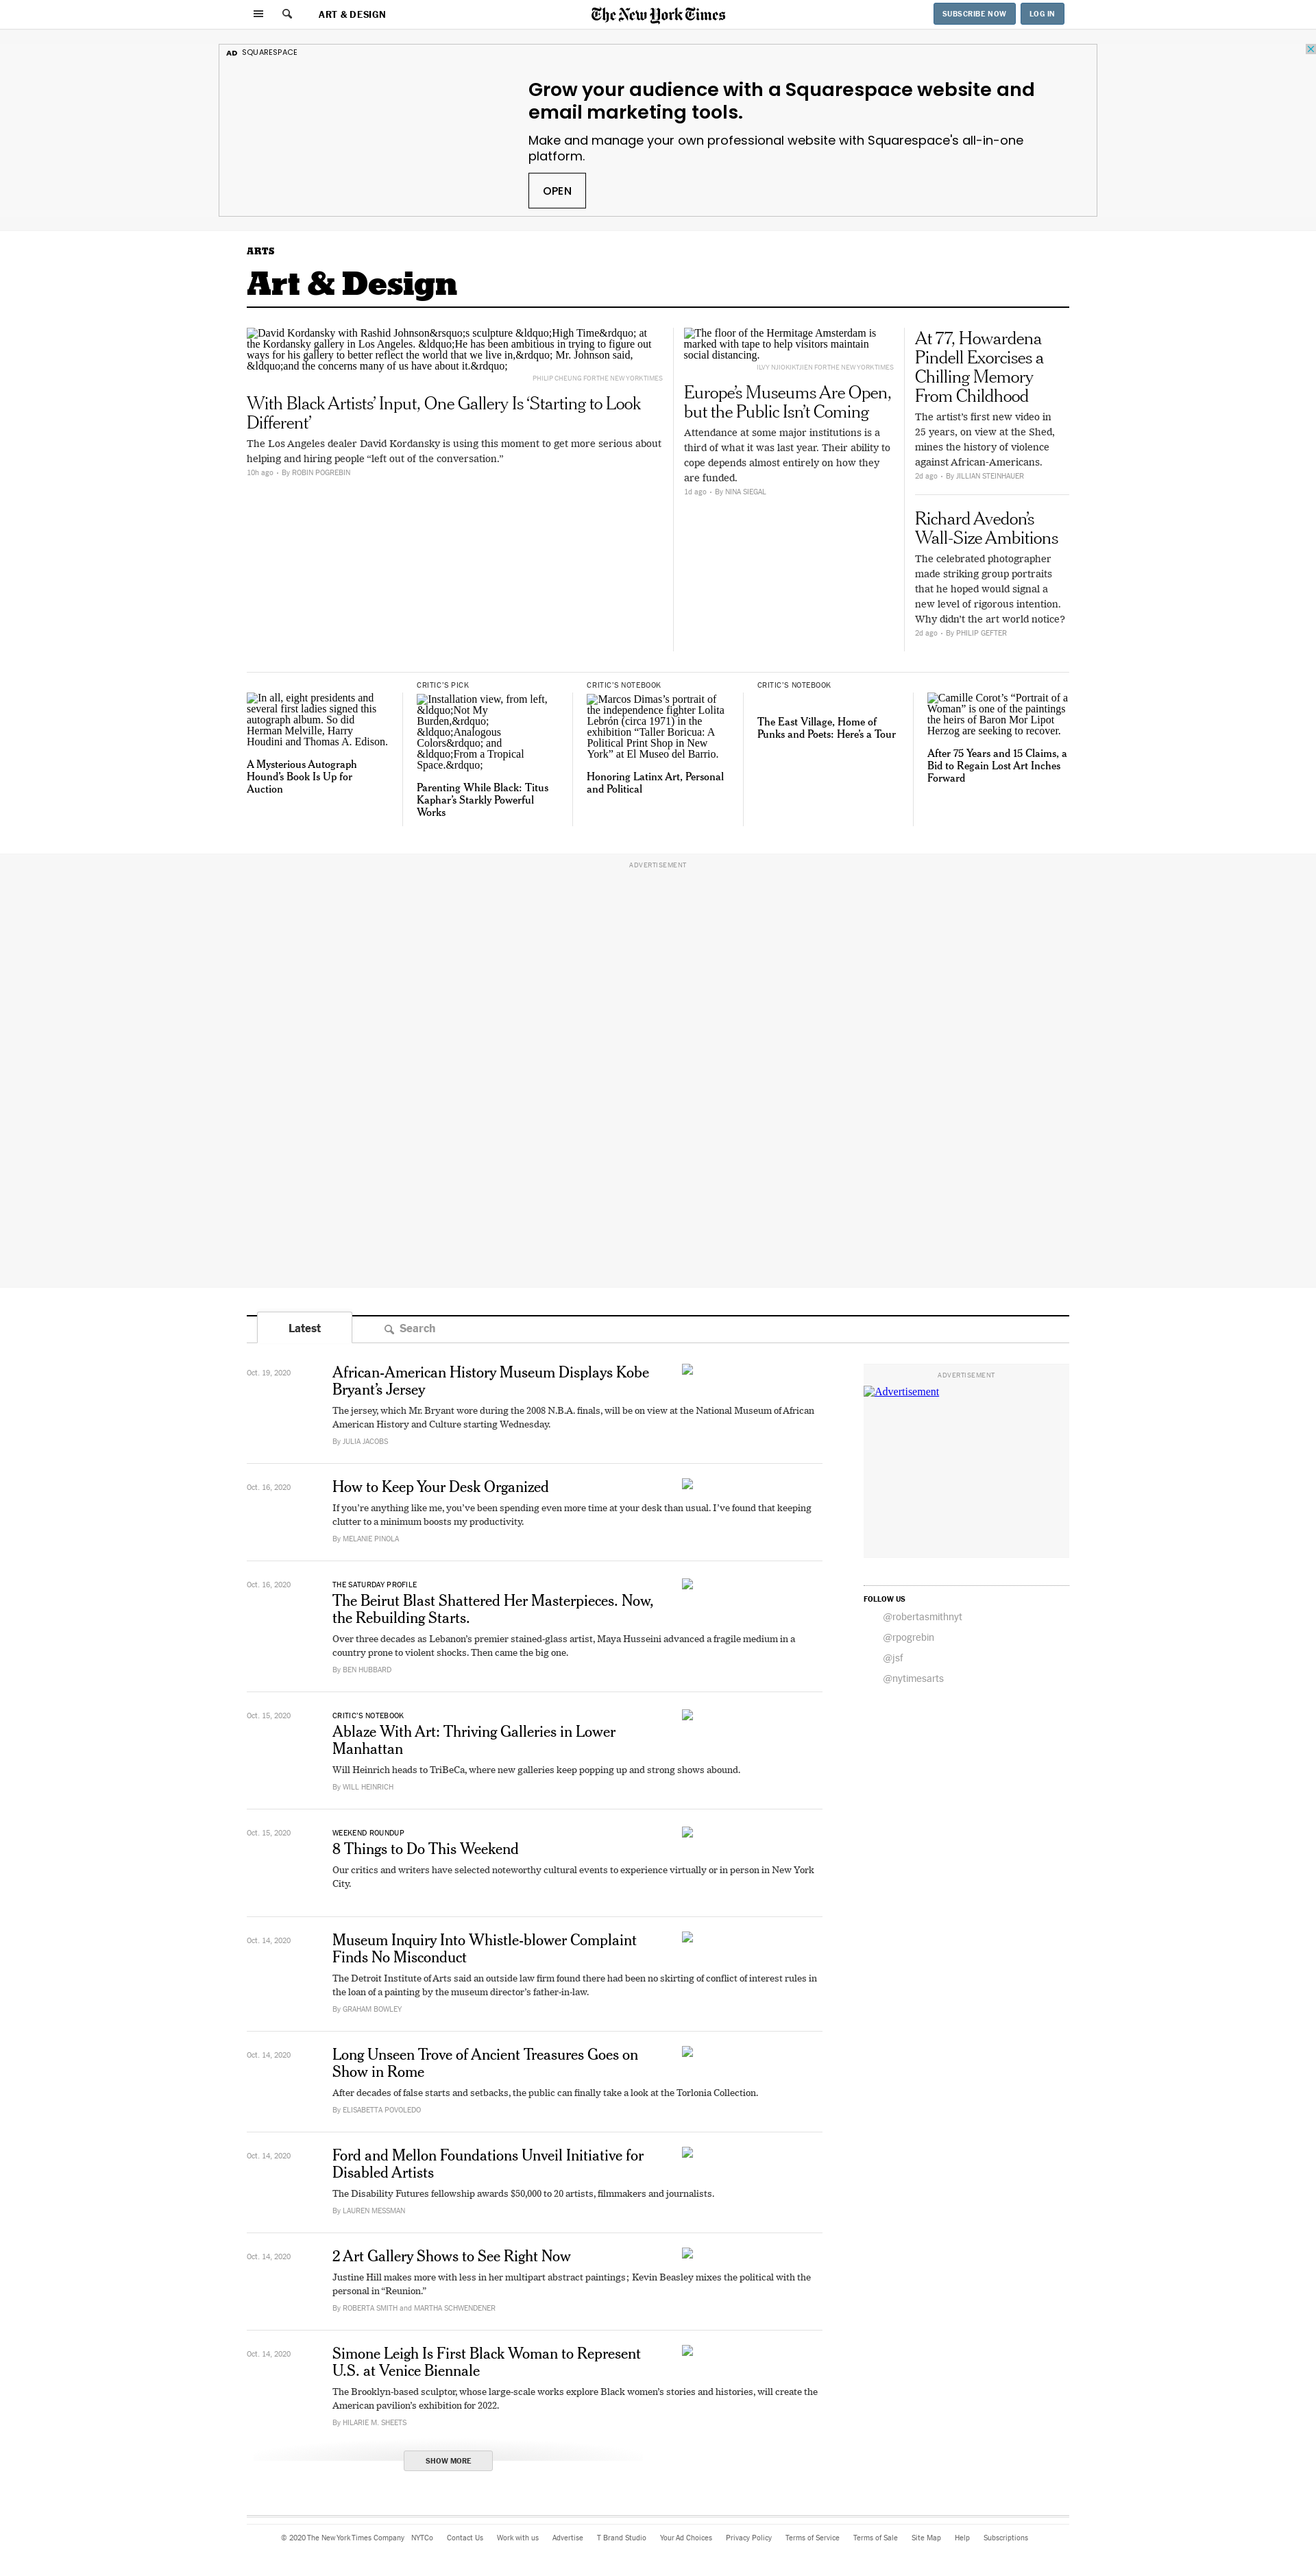 ART & DESIGN
The New York Times
SUBSCRIBE NOW
LOG IN
AD SQUARESPACE
Grow your audience with a Squarespace website and
email marketing tools.
Make and manage your own professional website with Squarespace's all-in-one
platform.
OPEN
ARTS
Art & Design
David Kordansky with Rashid Johnson&rsquo;s sculpture &ldquo;High Time&rdquo; at
the Kordansky gallery in Los Angeles. &ldquo;He has been ambitious in trying to figure out
ways for his gallery to better reflect the world that we live in,&rdquo; Mr. Johnson said,
&ldquo;and the concerns many of us have about it.&rdquo;
PHILIP CHEUNG FOR THE NEW YORK TIMES
With Black Artists’ Input, One Gallery Is ‘Starting to Look
Different’
The Los Angeles dealer David Kordansky is using this moment to get more serious about
helping and hiring people “left out of the conversation.”
10h ago • By ROBIN POGREBIN
The floor of the Hermitage Amsterdam is
marked with tape to help visitors maintain
social distancing.
ILVY NJIOKIKTJIEN FOR THE NEW YORK TIMES
Europe’s Museums Are Open,
but the Public Isn’t Coming
Attendance at some major institutions is a
third of what it was last year. Their ability to
cope depends almost entirely on how they
are funded.
1d ago • By NINA SIEGAL
At 77, Howardena
Pindell Exorcises a
Chilling Memory
From Childhood
The artist’s first new video in
25 years, on view at the Shed,
mines the history of violence
against African-Americans.
2d ago • By JILLIAN STEINHAUER
Richard Avedon’s
Wall-Size Ambitions
The celebrated photographer
made striking group portraits
that he hoped would signal a
new level of rigorous intention.
Why didn’t the art world notice?
2d ago • By PHILIP GEFTER
In all, eight presidents and
several first ladies signed this
autograph album. So did
Herman Melville, Harry
Houdini and Thomas A. Edison.
A Mysterious Autograph
Hound’s Book Is Up for
Auction
CRITIC’S PICK
Installation view, from left,
&ldquo;Not My
Burden,&rdquo;
&ldquo;Analogous
Colors&rdquo; and
&ldquo;From a Tropical
Space.&rdquo;
Parenting While Black: Titus
Kaphar’s Starkly Powerful
Works
CRITIC’S NOTEBOOK
Marcos Dimas’s portrait of
the independence fighter Lolita
Lebrón (circa 1971) in the
exhibition “Taller Boricua: A
Political Print Shop in New
York” at El Museo del Barrio.
Honoring Latinx Art, Personal
and Political
CRITIC’S NOTEBOOK
The East Village, Home of
Punks and Poets: Here’s a Tour
Camille Corot’s “Portrait of a
Woman” is one of the paintings
the heirs of Baron Mor Lipot
Herzog are seeking to recover.
After 75 Years and 15 Claims, a
Bid to Regain Lost Art Inches
Forward
ADVERTISEMENT
Latest
Search
Oct. 19, 2020
African-American History Museum Displays Kobe
Bryant’s Jersey
The jersey, which Mr. Bryant wore during the 2008 N.B.A. finals, will be on view at the National Museum of African
American History and Culture starting Wednesday.
By JULIA JACOBS
Oct. 16, 2020
How to Keep Your Desk Organized
If you’re anything like me, you’ve been spending even more time at your desk than usual. I’ve found that keeping
clutter to a minimum boosts my productivity.
By MELANIE PINOLA
Oct. 16, 2020
THE SATURDAY PROFILE
The Beirut Blast Shattered Her Masterpieces. Now,
the Rebuilding Starts.
Over three decades as Lebanon’s premier stained-glass artist, Maya Husseini advanced a fragile medium in a
country prone to violent shocks. Then came the big one.
By BEN HUBBARD
Oct. 15, 2020
CRITIC’S NOTEBOOK
Ablaze With Art: Thriving Galleries in Lower
Manhattan
Will Heinrich heads to TriBeCa, where new galleries keep popping up and strong shows abound.
By WILL HEINRICH
Oct. 15, 2020
WEEKEND ROUNDUP
8 Things to Do This Weekend
Our critics and writers have selected noteworthy cultural events to experience virtually or in person in New York
City.
Oct. 14, 2020
Museum Inquiry Into Whistle-blower Complaint
Finds No Misconduct
The Detroit Institute of Arts said an outside law firm found there had been no skirting of conflict of interest rules in
the loan of a painting by the museum director’s father-in-law.
By GRAHAM BOWLEY
Oct. 14, 2020
Long Unseen Trove of Ancient Treasures Goes on
Show in Rome
After decades of false starts and setbacks, the public can finally take a look at the Torlonia Collection.
By ELISABETTA POVOLEDO
Oct. 14, 2020
Ford and Mellon Foundations Unveil Initiative for
Disabled Artists
The Disability Futures fellowship awards $50,000 to 20 artists, filmmakers and journalists.
By LAUREN MESSMAN
Oct. 14, 2020
2 Art Gallery Shows to See Right Now
Justine Hill makes more with less in her multipart abstract paintings; Kevin Beasley mixes the political with the
personal in “Reunion.”
By ROBERTA SMITH and MARTHA SCHWENDENER
Oct. 14, 2020
Simone Leigh Is First Black Woman to Represent
U.S. at Venice Biennale
The Brooklyn-based sculptor, whose large-scale works explore Black women’s stories and histories, will create the
American pavilion’s exhibition for 2022.
By HILARIE M. SHEETS
SHOW MORE
ADVERTISEMENT
Advertisement
FOLLOW US
@robertasmithnyt
@rpogrebin
@jsf
@nytimesarts
© 2020 The New York Times Company NYTCo Contact Us Work with us Advertise T Brand Studio Your Ad Choices Privacy Policy Terms of Service Terms of Sale Site Map Help Subscriptions